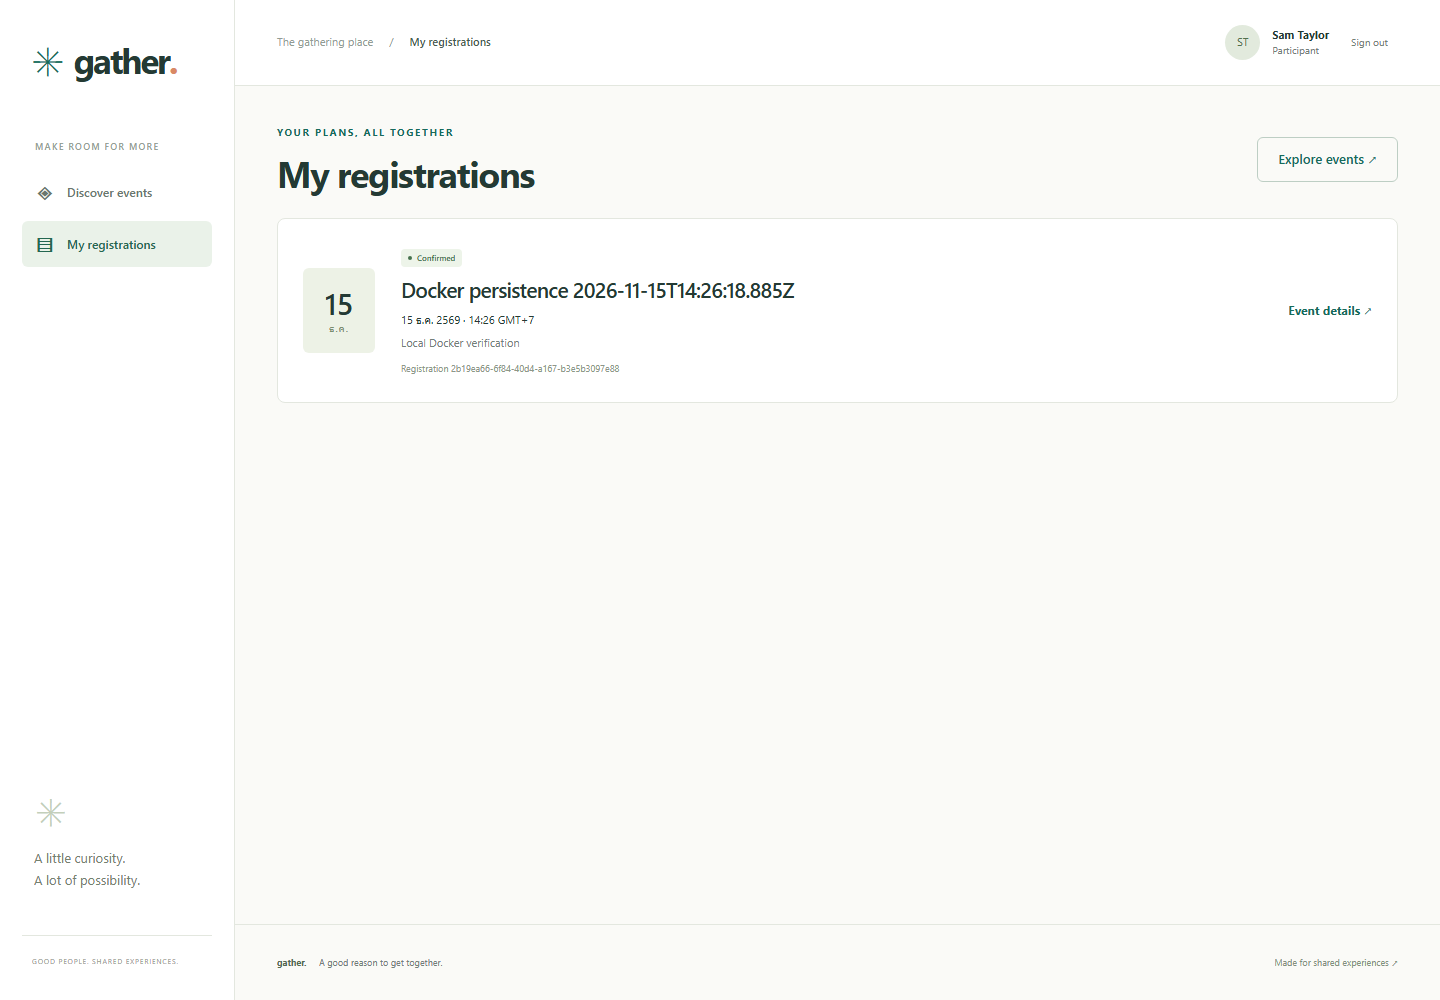 gather.
MAKE ROOM FOR MORE
Discover events
My registrations
A little curiosity.
A lot of possibility.
GOOD PEOPLE. SHARED EXPERIENCES.
The gathering place / My registrations
ST
Sam Taylor
Participant
Sign out
YOUR PLANS, ALL TOGETHER
My registrations
Explore events ↗
15
ธ.ค.
Confirmed
Docker persistence 2026-11-15T14:26:18.885Z
15 ธ.ค. 2569 · 14:26 GMT+7
Local Docker verification
Registration 2b19ea66-6f84-40d4-a167-b3e5b3097e88
Event details ↗
gather. A good reason to get together.
Made for shared experiences ↗